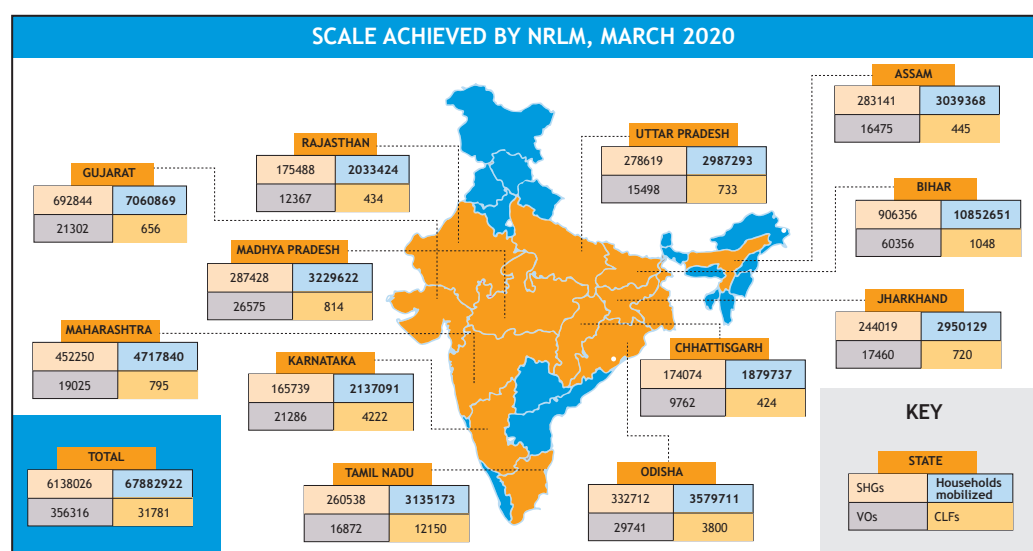 SCALE ACHIEVED BY NRLM, MARCH 2020
ASSAM
283141 3039368
16475 445
RAJASTHAN
175488 2033424
12367 434
UTTAR PRADESH
278619 2987293
15498 733
GUJARAT
692844 7060869
21302 656
BIHAR
906356 10852651
60356 1048
MADHYA PRADESH
287428 3229622
26575 814
JHARKHAND
244019 2950129
17460 720
MAHARASHTRA
452250 4717840
19025 795
KARNATAKA
165739 2137091
21286 4222
CHHATTISGARH
174074 1879737
9762 424
TOTAL
6138026 67882922
356316 31781
TAMIL NADU
260538 3135173
16872 12150
ODISHA
332712 3579711
29741 3800
KEY
STATE
SHGs Households
mobilized
VOs CLFs